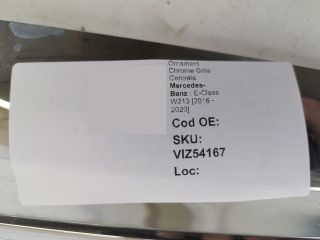 Ornament
Chrome Grila
Centrala
Mercedes-
Benz : E-Class
W213 [2016 -
2020]
Cod OE:
SKU:
VIZ54167
Loc: